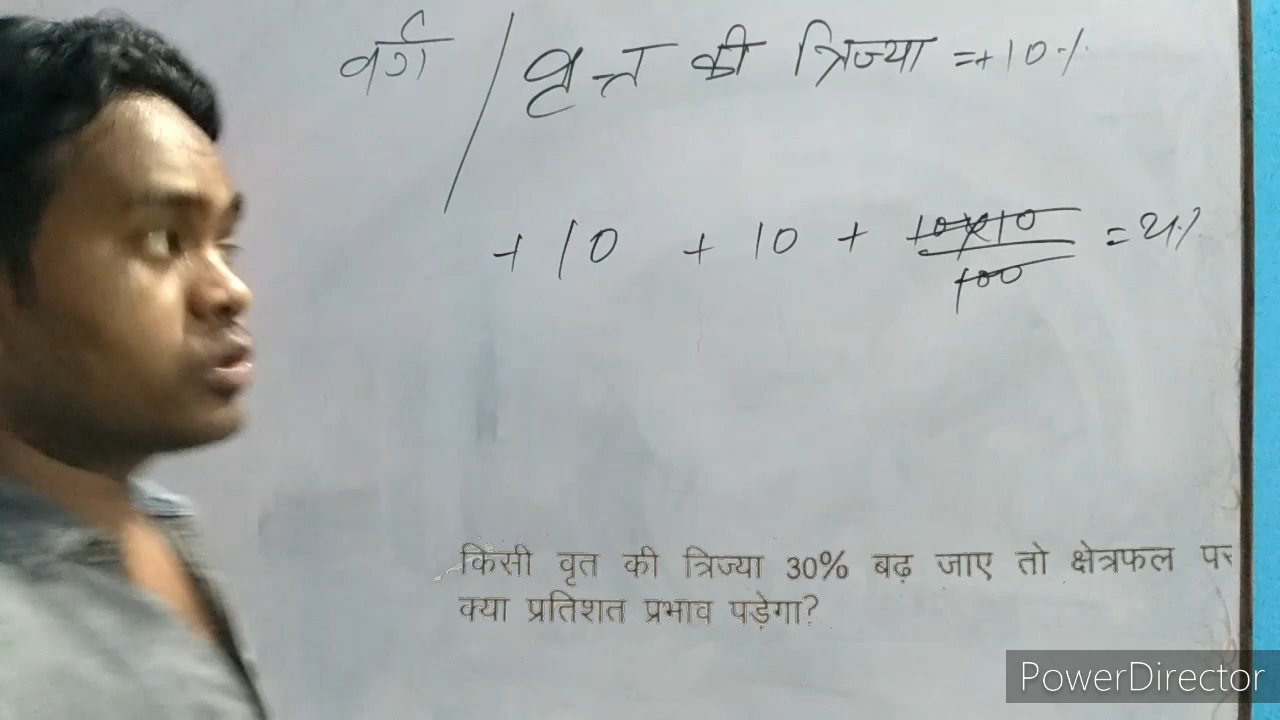 वर्ग / वृत्त की त्रिज्या = + 10%
+ 10 + 10 + 10×10/100 = 21%
किसी वृत की त्रिज्या 30% बढ़ जाए तो क्षेत्रफल पर
क्या प्रतिशत प्रभाव पड़ेगा?
PowerDirector